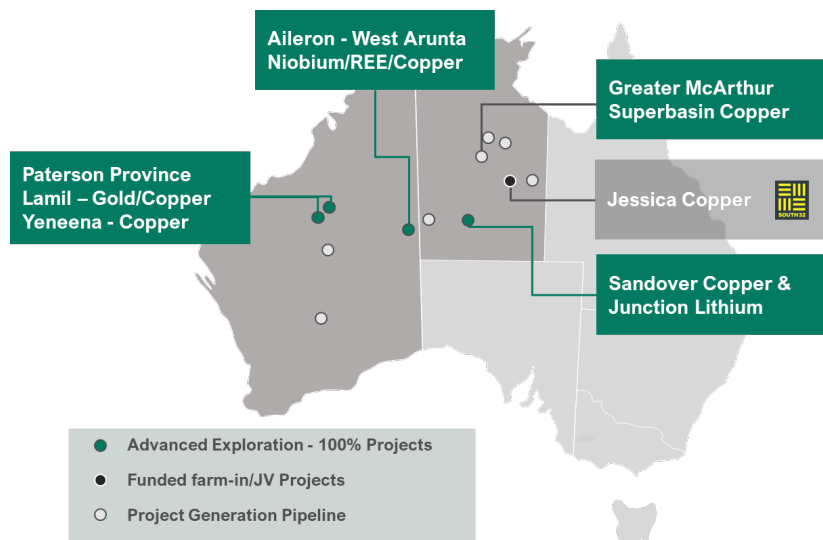 Aileron - West Arunta
Niobium/REE/Copper
Greater McArthur
Superbasin Copper
Paterson Province
Lamil – Gold/Copper
Yeneena - Copper
Jessica Copper
SOUTH32
Sandover Copper &
Junction Lithium
Advanced Exploration - 100% Projects
Funded farm-in/JV Projects
Project Generation Pipeline